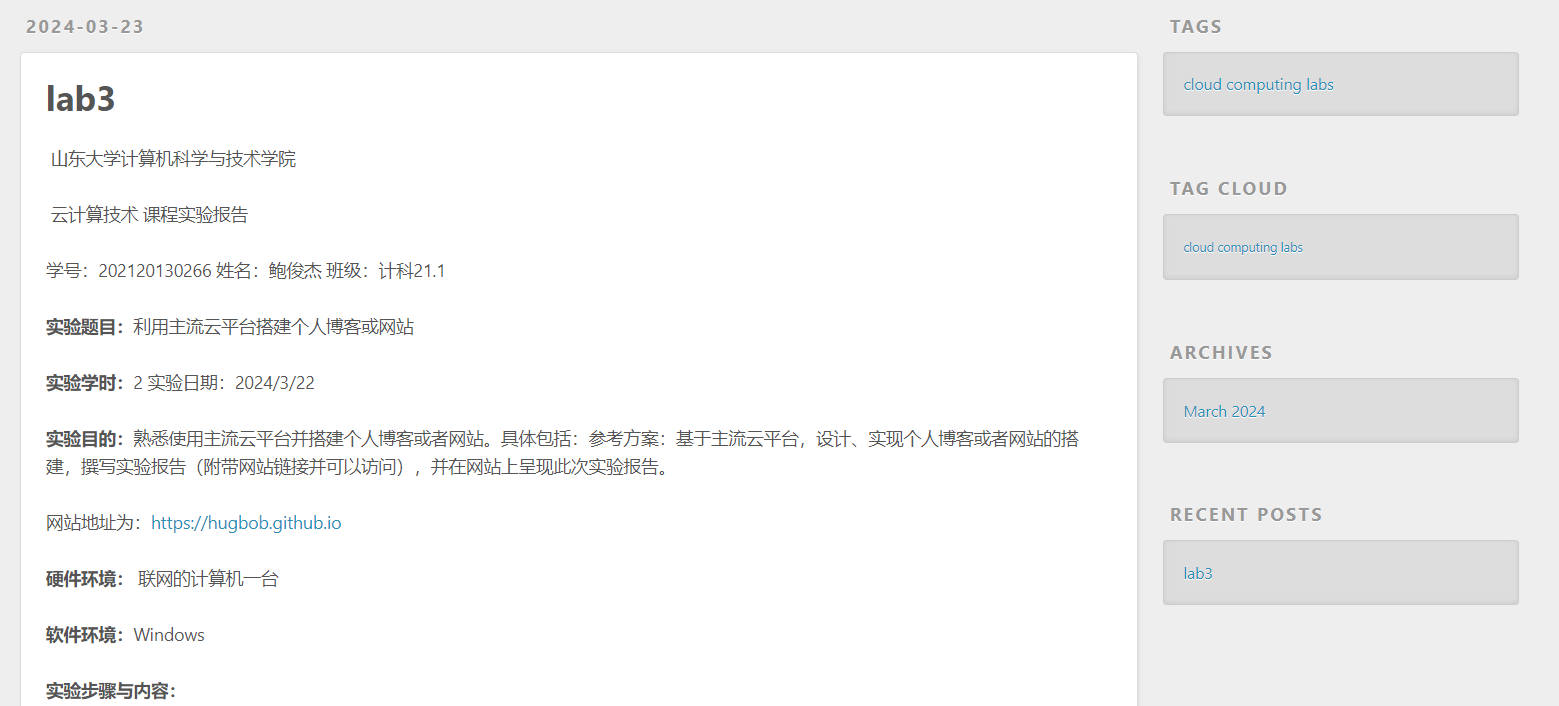 2024-03-23
lab3
山东大学计算机科学与技术学院
云计算技术 课程实验报告
学号：202120130266 姓名：鲍俊杰 班级：计科21.1
实验题目：利用主流云平台搭建个人博客或网站
实验学时：2 实验日期：2024/3/22
实验目的：熟悉使用主流云平台并搭建个人博客或者网站。具体包括：参考方案：基于主流云平台，设计、实现个人博客或者网站的搭
建，撰写实验报告（附带网站链接并可以访问），并在网站上呈现此次实验报告。
网站地址为：https://hugbob.github.io
硬件环境： 联网的计算机一台
软件环境：Windows
实验步骤与内容：
TAGS
cloud computing labs
TAG CLOUD
cloud computing labs
ARCHIVES
March 2024
RECENT POSTS
lab3